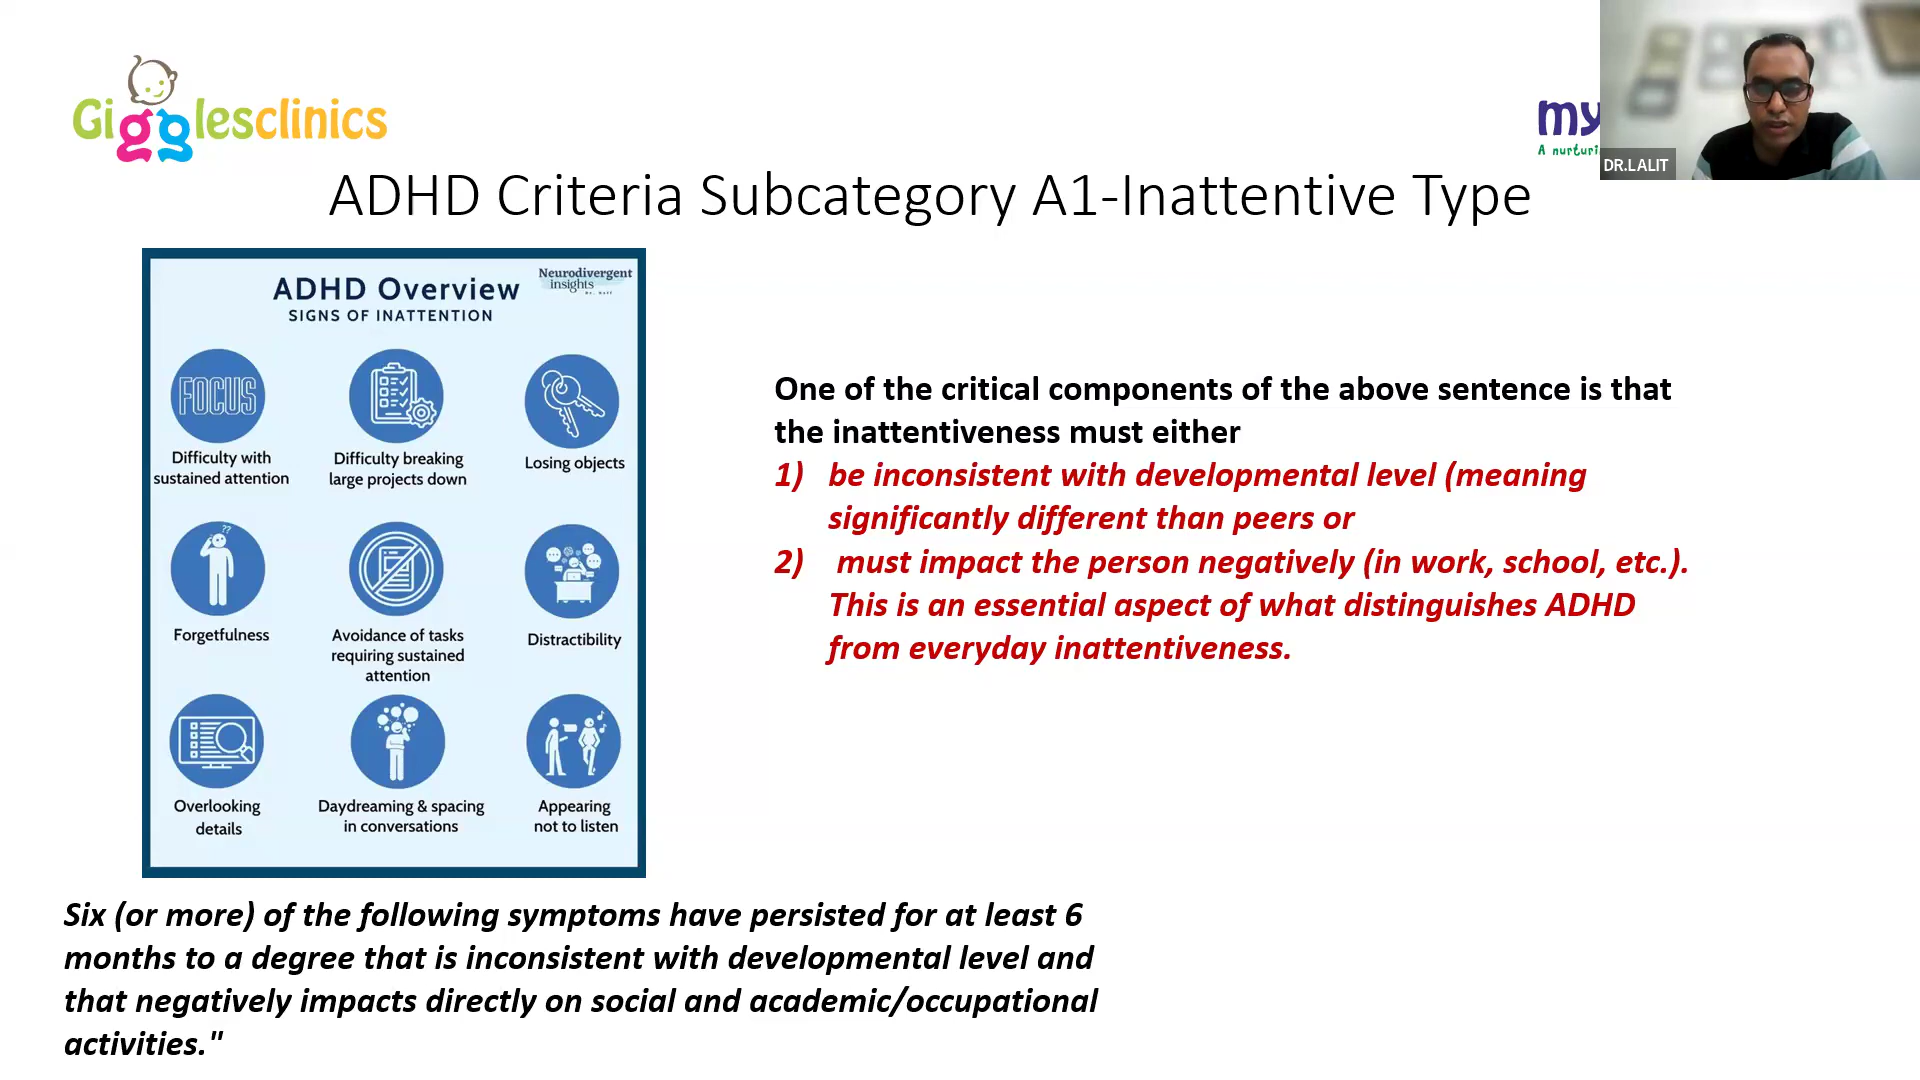 Gigglesclinics
my
A nurturi
DR.LALIT
ADHD Criteria Subcategory A1-Inattentive Type
ADHD Overview
SIGNS OF INATTENTION
Neurodivergent
insights
FOCUS
Difficulty with
sustained attention
Difficulty breaking
large projects down
Losing objects
??
Forgetfulness
Avoidance of tasks
requiring sustained
attention
Distractibility
Overlooking
details
Daydreaming & spacing
in conversations
Appearing
not to listen
One of the critical components of the above sentence is that
the inattentiveness must either
1) be inconsistent with developmental level (meaning
significantly different than peers or
2) must impact the person negatively (in work, school, etc.).
This is an essential aspect of what distinguishes ADHD
from everyday inattentiveness.
Six (or more) of the following symptoms have persisted for at least 6
months to a degree that is inconsistent with developmental level and
that negatively impacts directly on social and academic/occupational
activities."